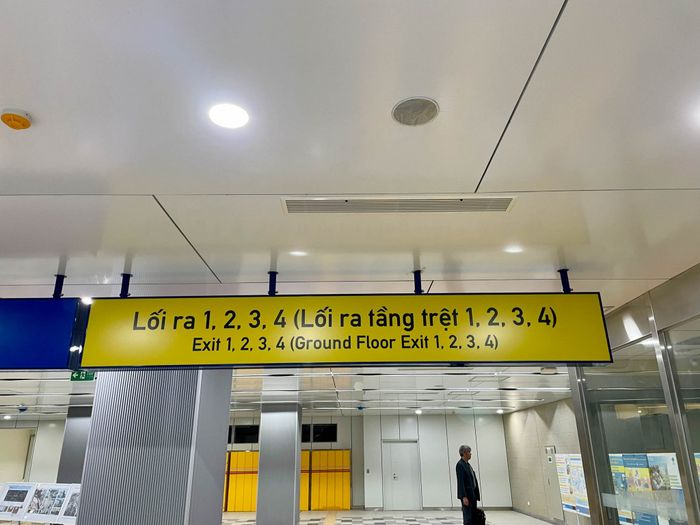 Lối ra 1, 2, 3, 4 (Lối ra tầng trệt 1, 2, 3, 4)
Exit 1, 2, 3, 4 (Ground Floor Exit 1, 2, 3, 4)